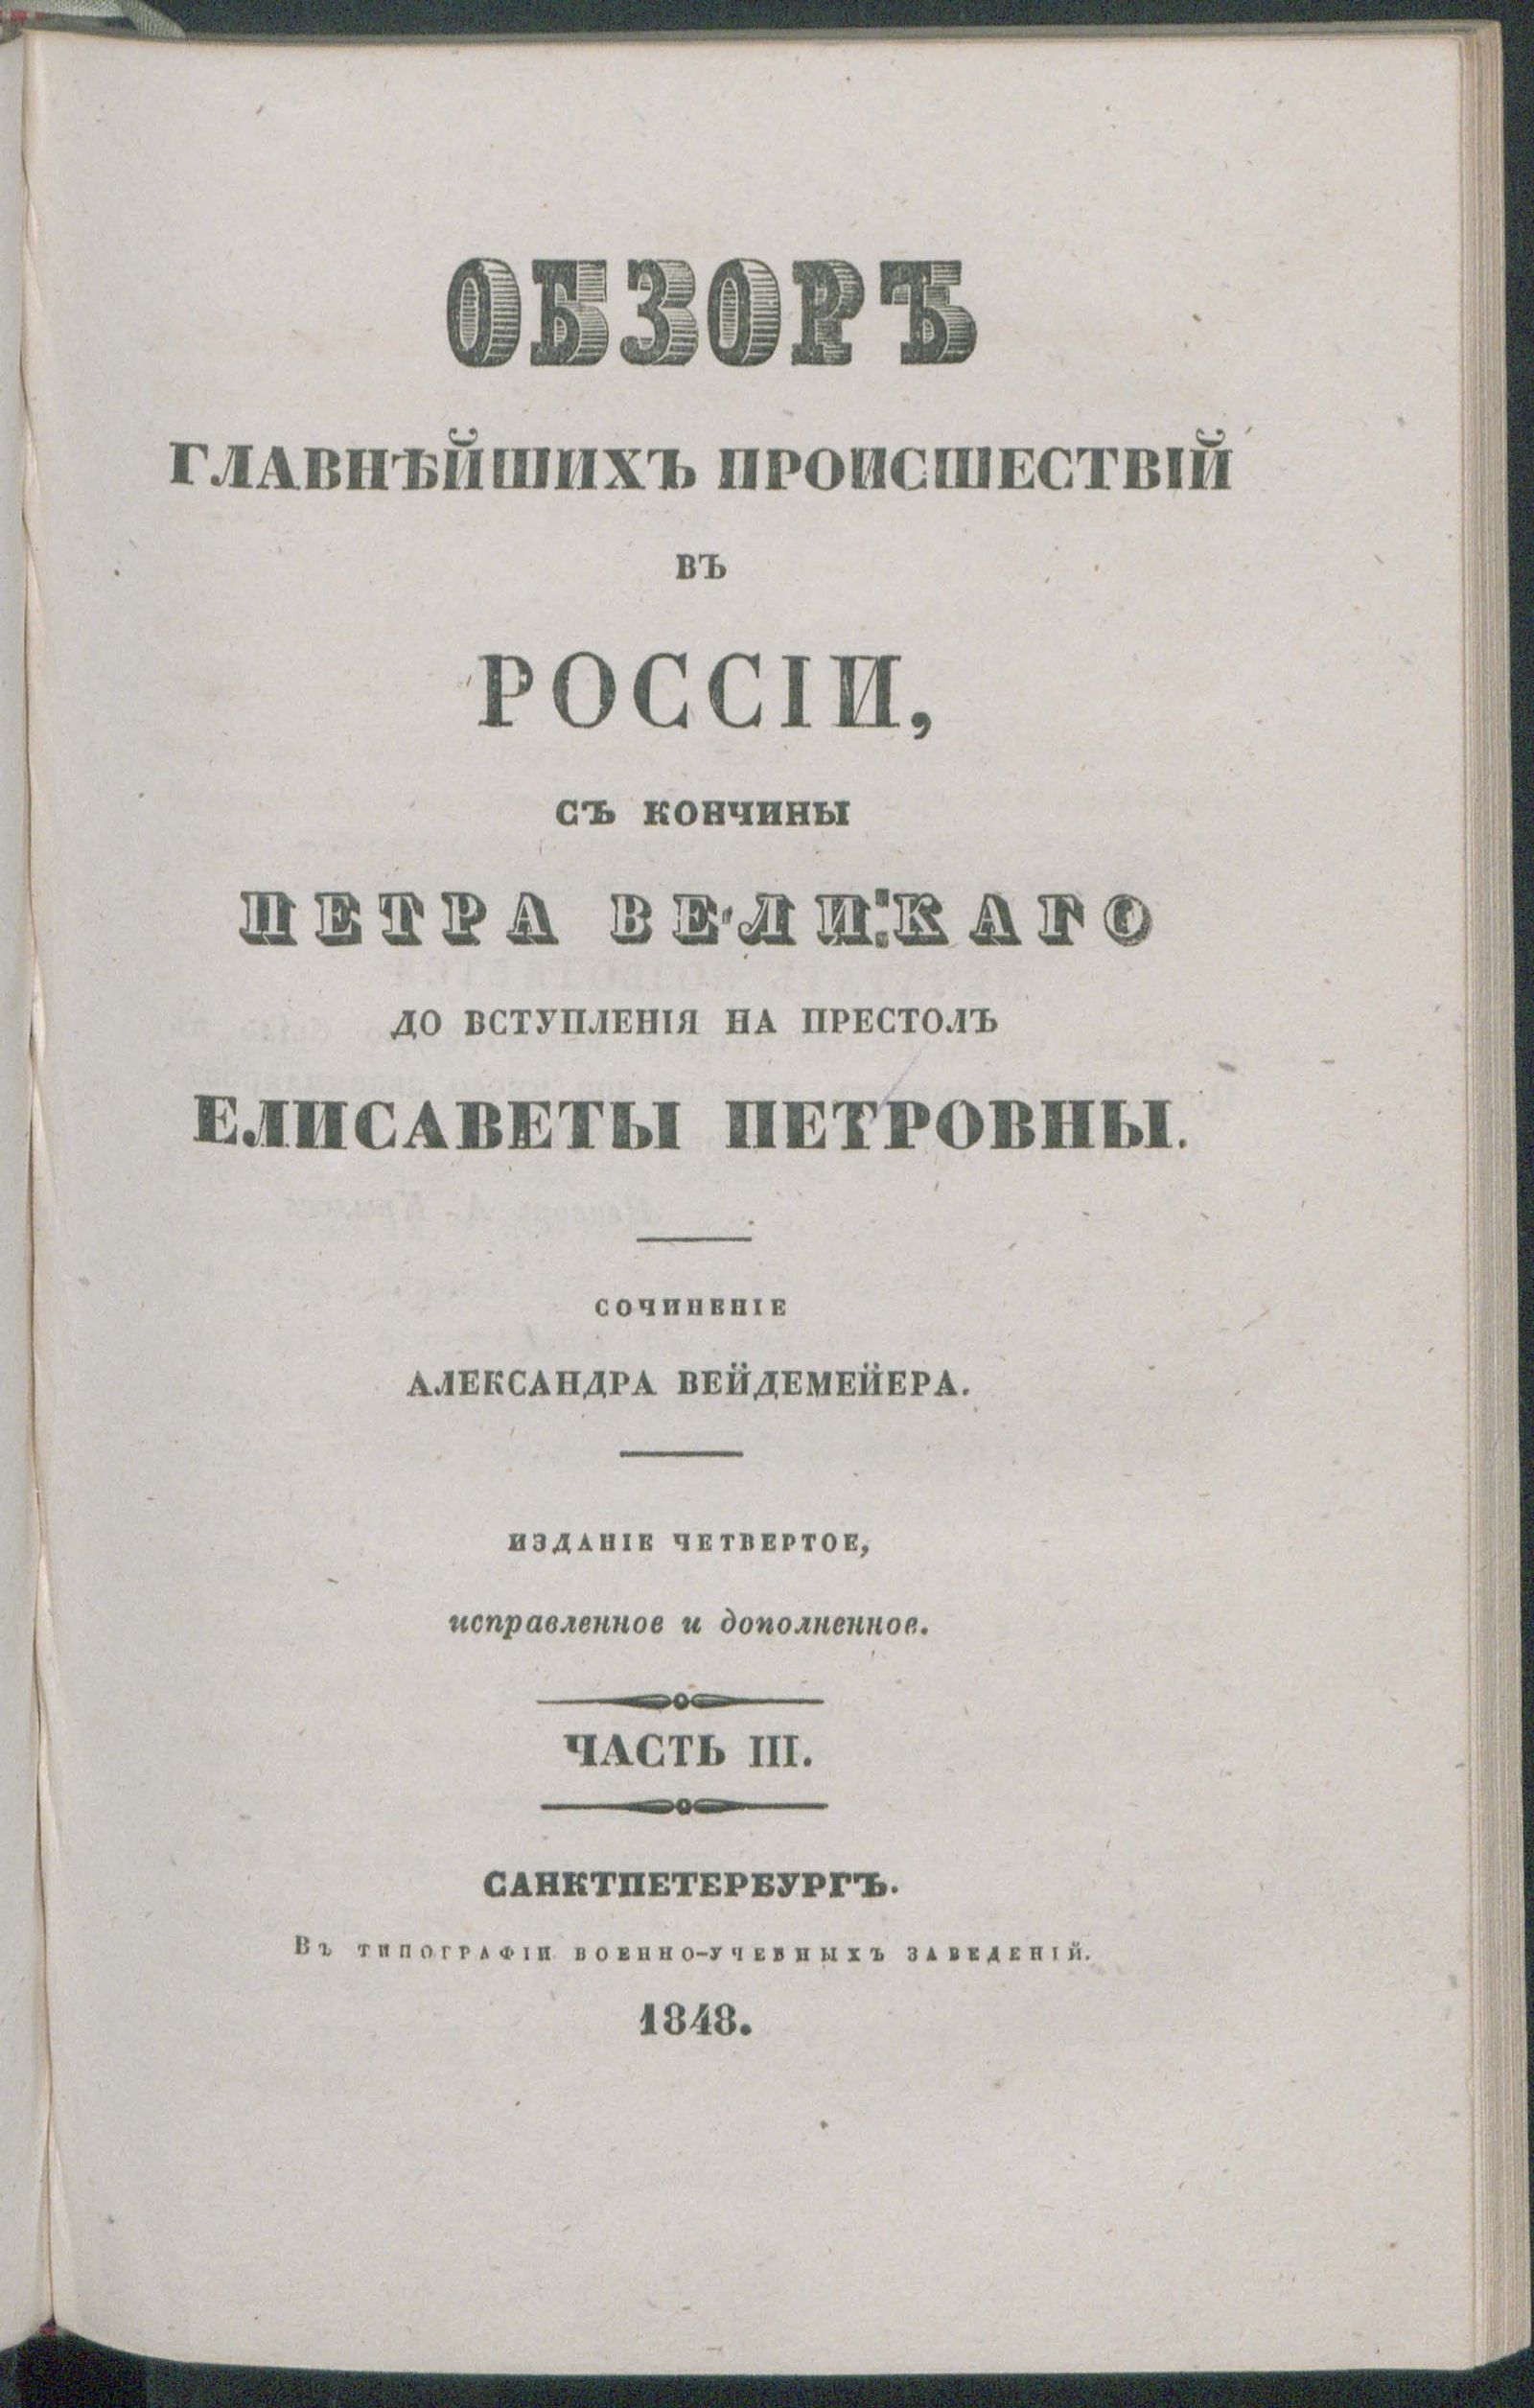 ОБЗОРЪ
ГЛАВНѢЙШИХЪ ПРОИСШЕСТВІЙ
ВЪ
РОССІИ,
СЪ КОНЧИНЫ
ПЕТРА ВЕЛИКАГО
ДО ВСТУПЛЕНІЯ НА ПРЕСТОЛЪ
ЕЛИСАВЕТЫ ПЕТРОВНЫ.
СОЧИНЕНІЕ
АЛЕКСАНДРА ВЕЙДЕМЕЙЕРА.
ИЗДАНІЕ ЧЕТВЕРТОЕ,
исправленное и дополненное.
ЧАСТЬ III.
САНКТПЕТЕРБУРГЪ.
Въ ТИПОГРАФІИ ВОЕННО-УЧЕБНЫХЪ ЗАВЕДЕНІЙ.
1848.